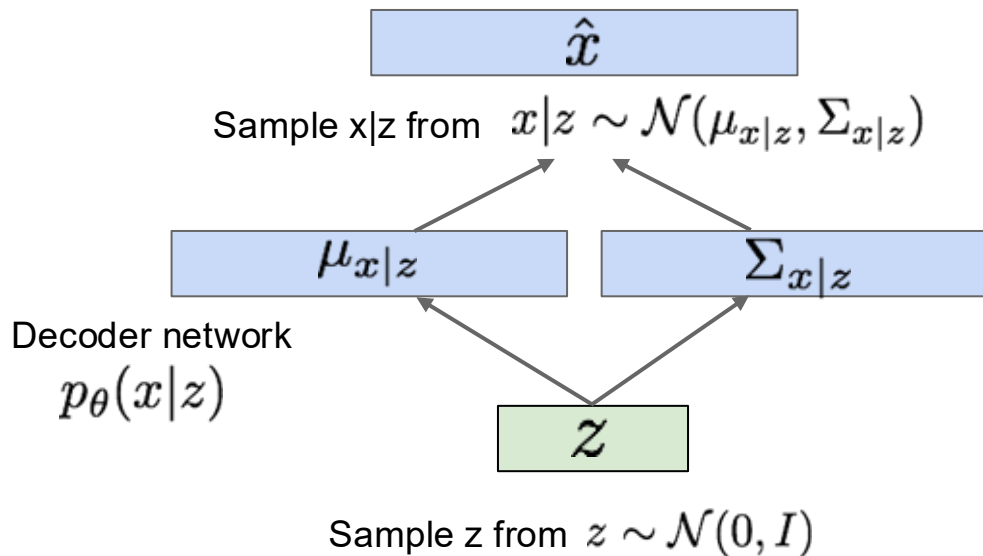 x̂
Sample x|z from x|z ∼ 𝒩(μ_{x|z}, Σ_{x|z})
μ_{x|z}
Σ_{x|z}
Decoder network
p_θ(x|z)
z
Sample z from z ∼ 𝒩(0, I)